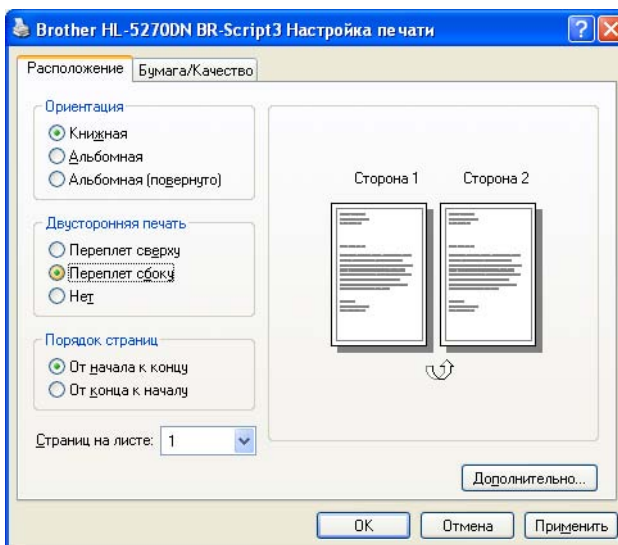 Brother HL-5270DN BR-Script3 Настройка печати
Расположение
Бумага/Качество
Ориентация
Книжная
Альбомная
Альбомная (повернуто)
Двусторонняя печать
Переплет сверху
Переплет сбоку
Нет
Порядок страниц
От начала к концу
От конца к началу
Страниц на листе: 1
Сторона 1 Сторона 2
Дополнительно...
OK Отмена Применить